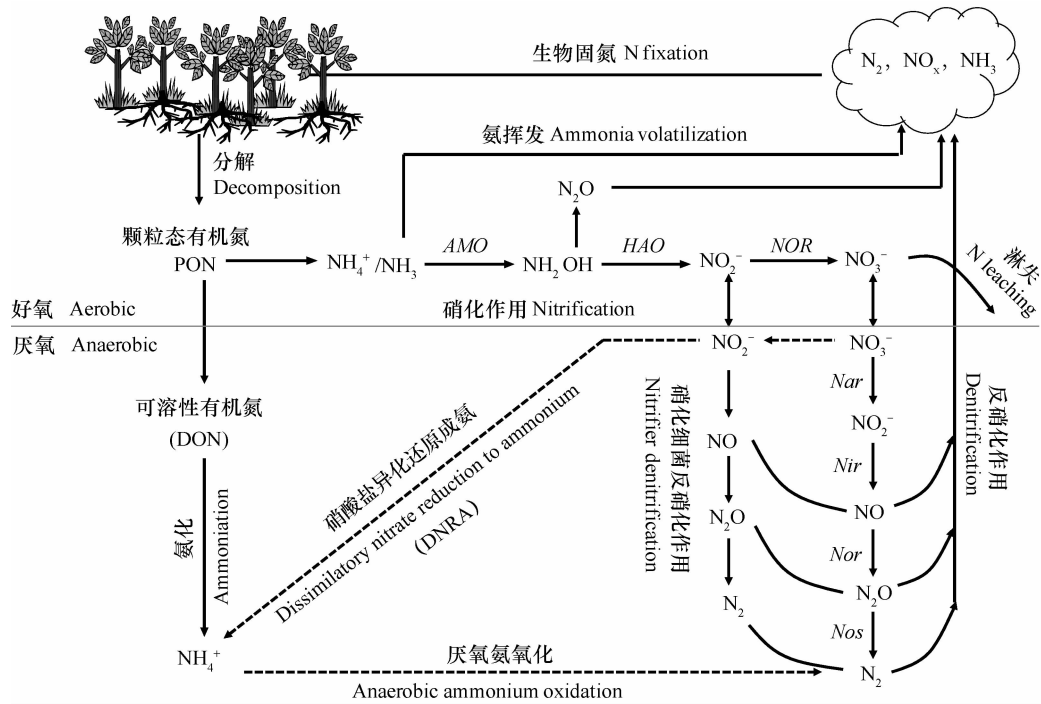 生物固氮 N fixation
N₂, NOₓ, NH₃
氨挥发 Ammonia volatilization
分解
Decomposition
N₂O
颗粒态有机氮
PON
NH₄⁺/NH₃
AMO
NH₂OH
HAO
NO₂⁻
NOR
NO₃⁻
淋失
N leaching
好氧 Aerobic
硝化作用 Nitrification
厌氧 Anaerobic
NO₂⁻
NO₃⁻
Nar
可溶性有机氮
(DON)
NO₂⁻
NO
Nir
硝酸盐异化还原成氨
Dissimilatory nitrate reduction to ammonium
(DNRA)
硝化细菌反硝化作用
Nitrifier denitrification
反硝化作用
Denitrification
N₂O
NO
Nor
氨化
Ammoniation
N₂
N₂O
Nos
NH₄⁺
厌氧氨氧化
Anaerobic ammonium oxidation
N₂